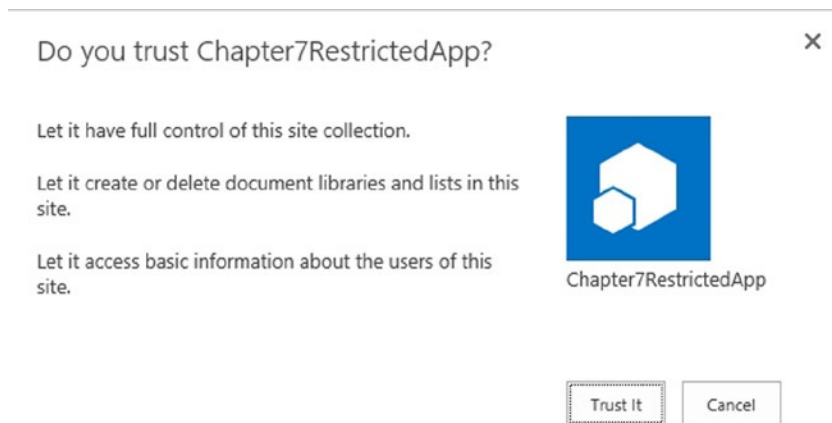 Do you trust Chapter7RestrictedApp?
Let it have full control of this site collection.
Let it create or delete document libraries and lists in this
site.
Let it access basic information about the users of this
site.
Chapter7RestrictedApp
Trust It
Cancel